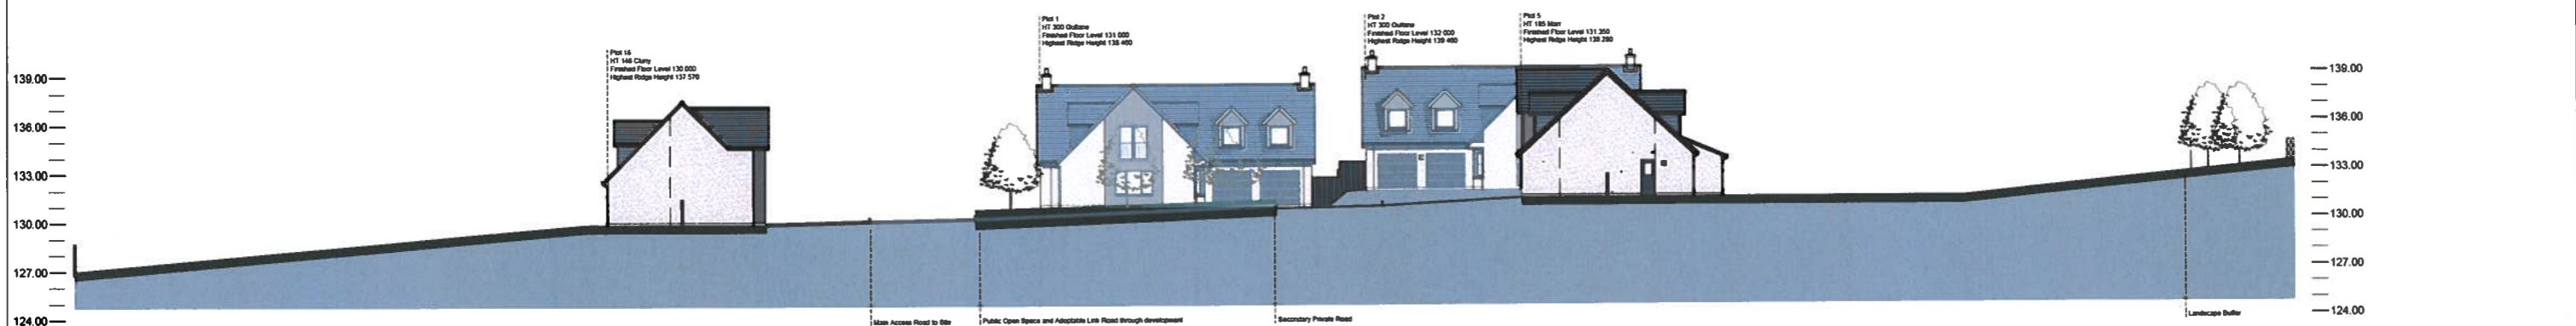 Plot 1
HT 300 Gullane
Finished Floor Level 131 000
Highest Ridge Height 138 460
Plot 2
HT 300 Gullane
Finished Floor Level 132 000
Highest Ridge Height 139 460
Plot 5
HT 185 Marr
Finished Floor Level 131 350
Highest Ridge Height 139 280
Plot 16
HT 146 Cluny
Finished Floor Level 130 000
Highest Ridge Height 137 570
139.00
136.00
133.00
130.00
127.00
124.00
139.00
136.00
133.00
130.00
127.00
124.00
Main Access Road to Site
Public Open Space and Adoptable Link Road through development
Secondary Private Road
Landscape Buffer